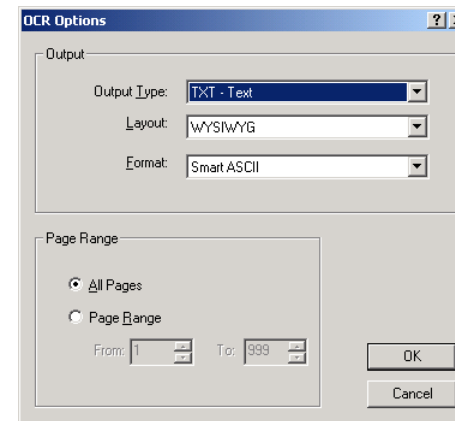 OCR Options
Output
Output Type: TXT - Text
Layout: WYSIWYG
Format: Smart ASCII
Page Range
All Pages
Page Range
From: 1 To: 999
OK
Cancel